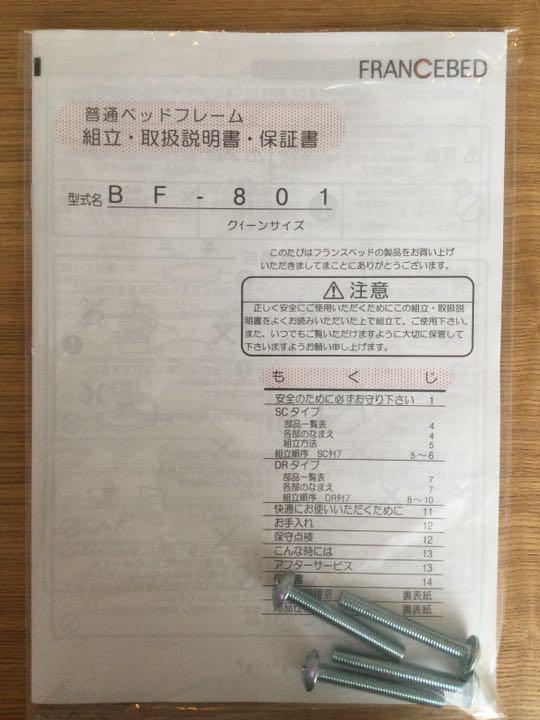 FRANCEBED
普通ベッドフレーム
組立・取扱説明書・保証書
型式名 BF-801
クイーンサイズ
このたびはフランスベッドの製品をお買い上げ
いただきましてまことにありがとうございます。
注意
正しく安全にご使用いただくためにこの組立・取扱説
明書をよくお読みいただいた上で組立て、ご使用下さい。
また、いつでもご覧いただけますように大切に保管して
下さいますようお願い申し上げます。
もくじ
安全のために必ずお守り下さい 1
SCタイプ
部品一覧表 4
各部のなまえ 4
組立方法 5
組立順序 SCタイプ 5〜6
DRタイプ
部品一覧表 7
各部のなまえ 7
組立順序 DRタイプ 8〜10
快適にお使いいただくために 11
お手入れ 12
保守点検 12
こんな時には 13
アフターサービス 13
書 14
裏表紙
裏表紙